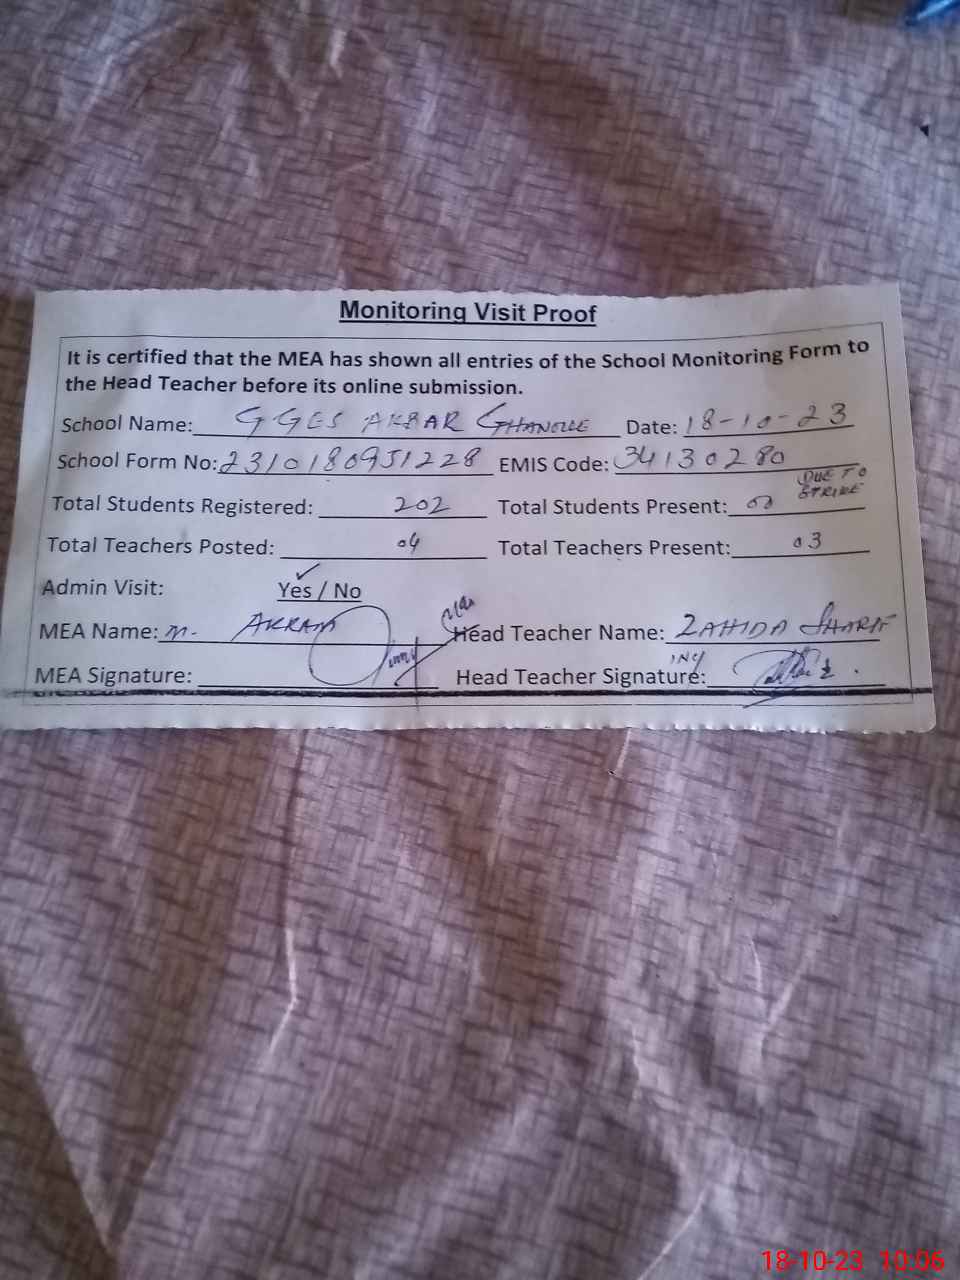 Monitoring Visit Proof
It is certified that the MEA has shown all entries of the School Monitoring Form to
the Head Teacher before its online submission.
School Name: GGES AKBAR GHANOKE Date: 18-10-23
School Form No: 2310180951228 EMIS Code: 34130280
Total Students Registered: 202 Total Students Present: 00 DUE TO
STRIKE
Total Teachers Posted: 04 Total Teachers Present: 03
Admin Visit: Yes / No
MEA Name: M. AKRAM Head Teacher Name: ZAHIDA SHARIF
MEA Signature: Head Teacher Signature:
18-10-23 10:06